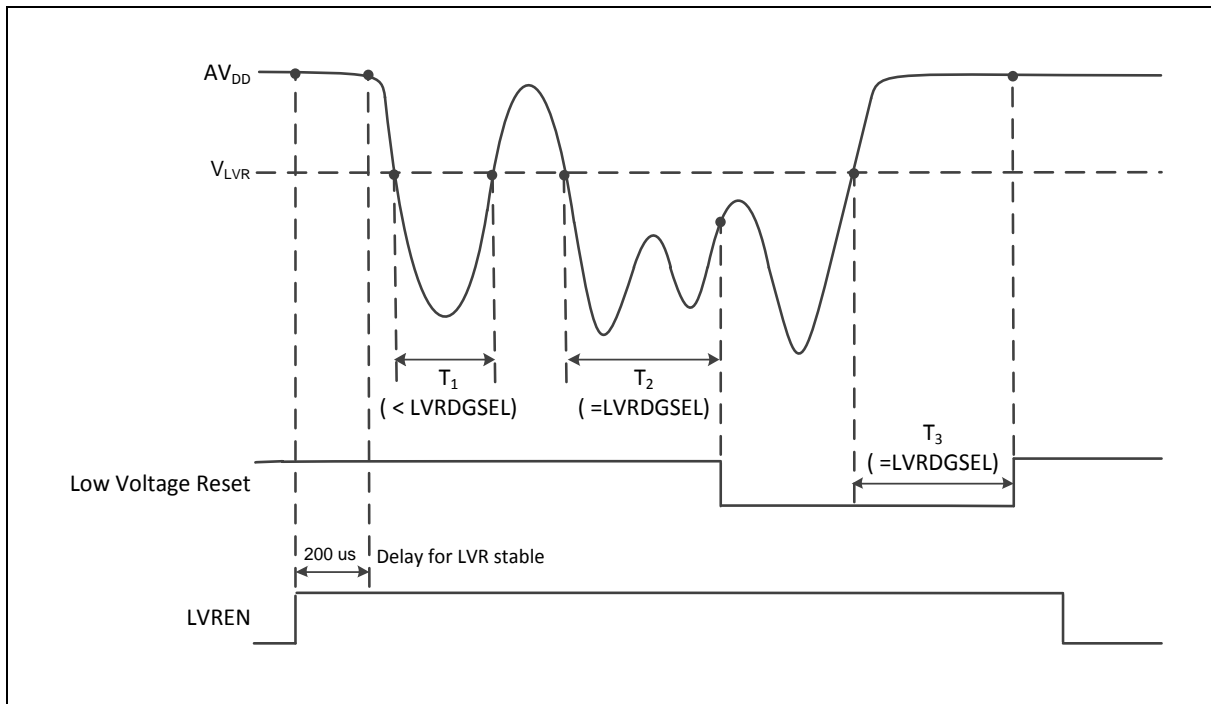 AVDD
VLVR
T1
( < LVRDGSEL)
T2
( =LVRDGSEL)
T3
( =LVRDGSEL)
Low Voltage Reset
200 us
Delay for LVR stable
LVREN